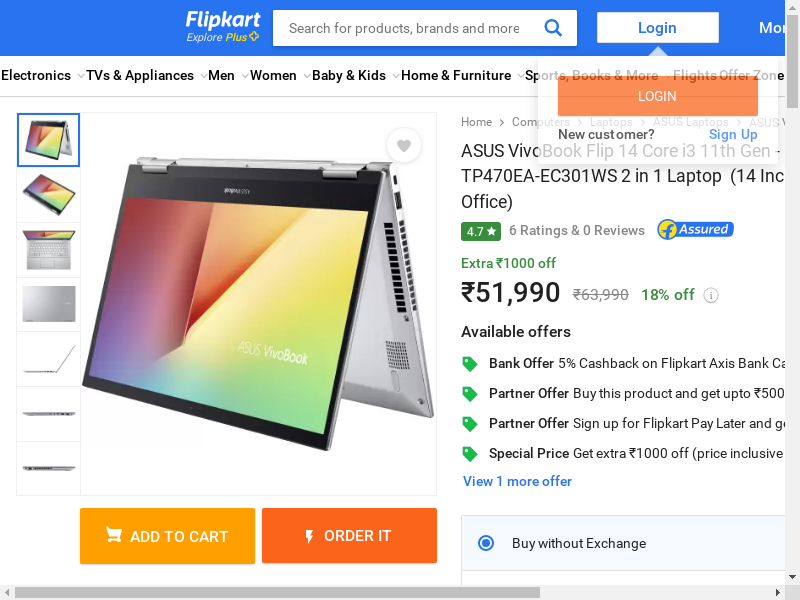 Flipkart
Explore Plus
Search for products, brands and more
Login
Mor
Electronics
TVs & Appliances
Men
Women
Baby & Kids
Home & Furniture
Sports, Books & More
Flights
Offer Zone
LOGIN
New customer?
Sign Up
Home
Computers
Laptops
ASUS Laptops
ASUS V
ASUS VivoBook Flip 14 Core i3 11th Gen -
TP470EA-EC301WS 2 in 1 Laptop (14 Inc
Office)
4.7
6 Ratings & 0 Reviews
Assured
Extra ₹1000 off
₹51,990
₹63,990
18% off
Available offers
Bank Offer 5% Cashback on Flipkart Axis Bank Ca
Partner Offer Buy this product and get upto ₹500
Partner Offer Sign up for Flipkart Pay Later and ge
Special Price Get extra ₹1000 off (price inclusive
View 1 more offer
ASUS VivoBook
ADD TO CART
ORDER IT
Buy without Exchange